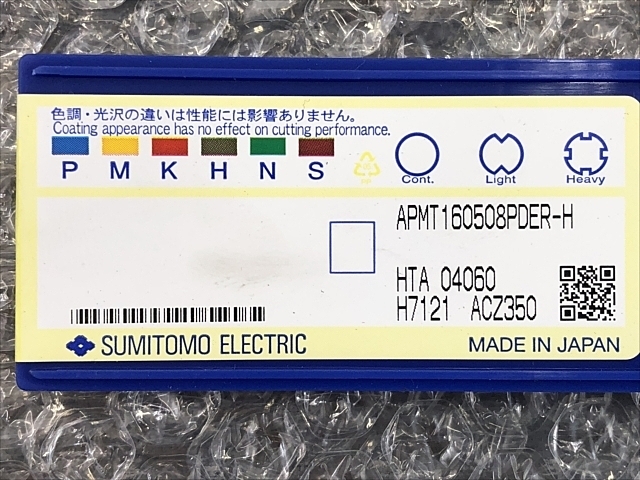 色調・光沢の違いは性能には影響ありません。
Coating appearance has no effect on cutting performance.
P M K H N S
Cont. Light Heavy
APMT160508PDER-H
HTA 04060
H7121 ACZ350
SUMITOMO ELECTRIC
MADE IN JAPAN